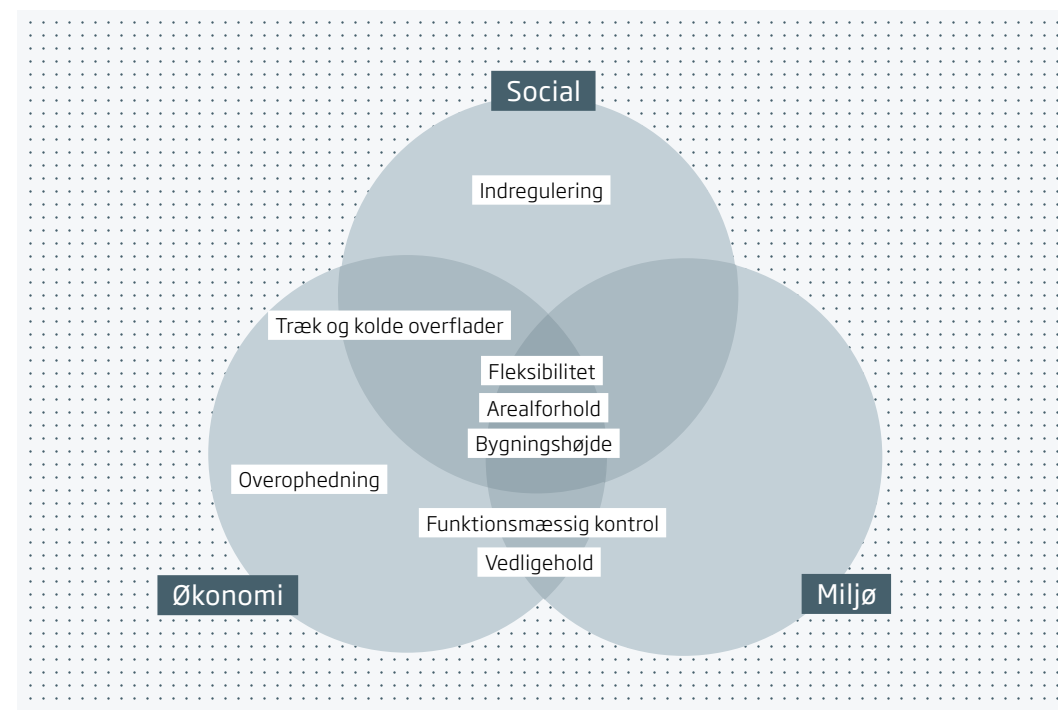 Social
Indregulering
Træk og kolde overflader
Fleksibilitet
Arealforhold
Bygningshøjde
Overophedning
Funktionsmæssig kontrol
Vedligehold
Økonomi
Miljø